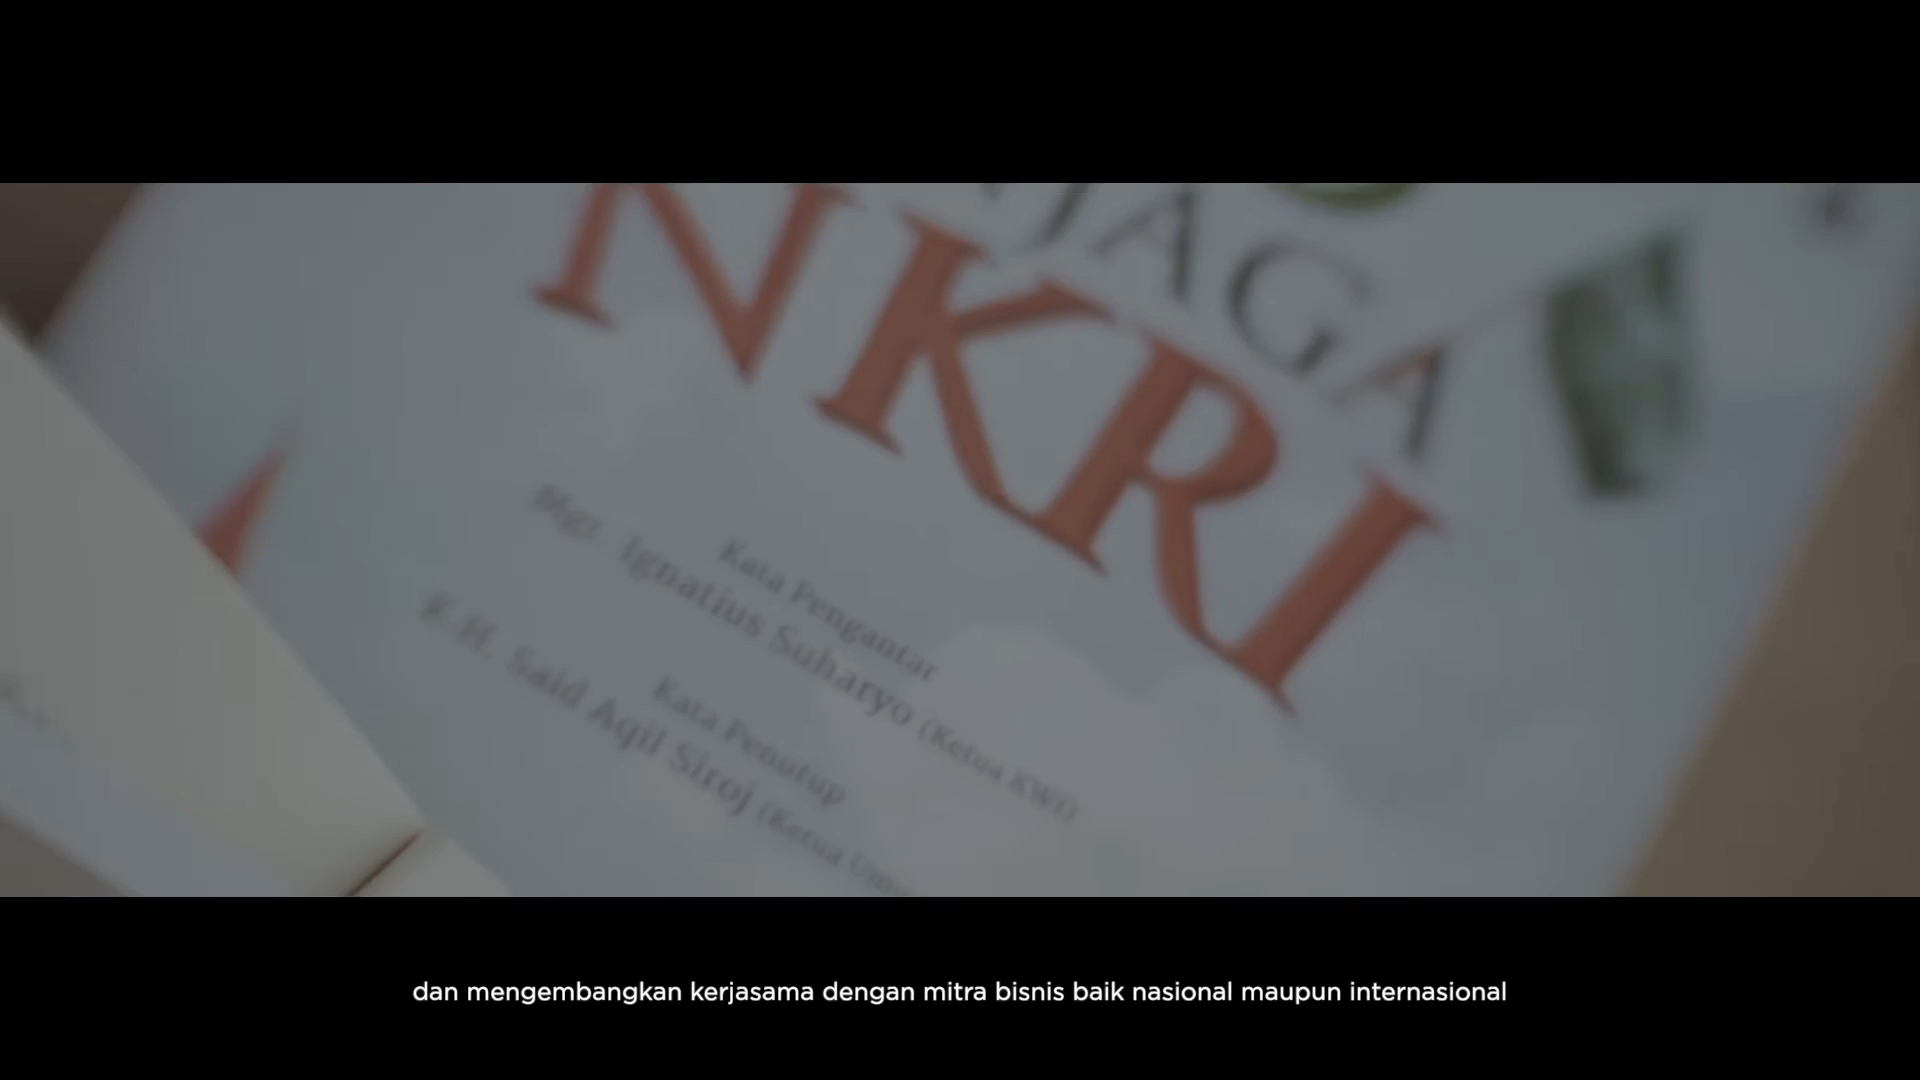 JAGA
NKRI
Kata Pengantar
Mgr. Ignatius Suharyo (Ketua KWI)
Kata Penutup
K.H. Said Aqil Siroj (Ketua
dan mengembangkan kerjasama dengan mitra bisnis baik nasional maupun internasional